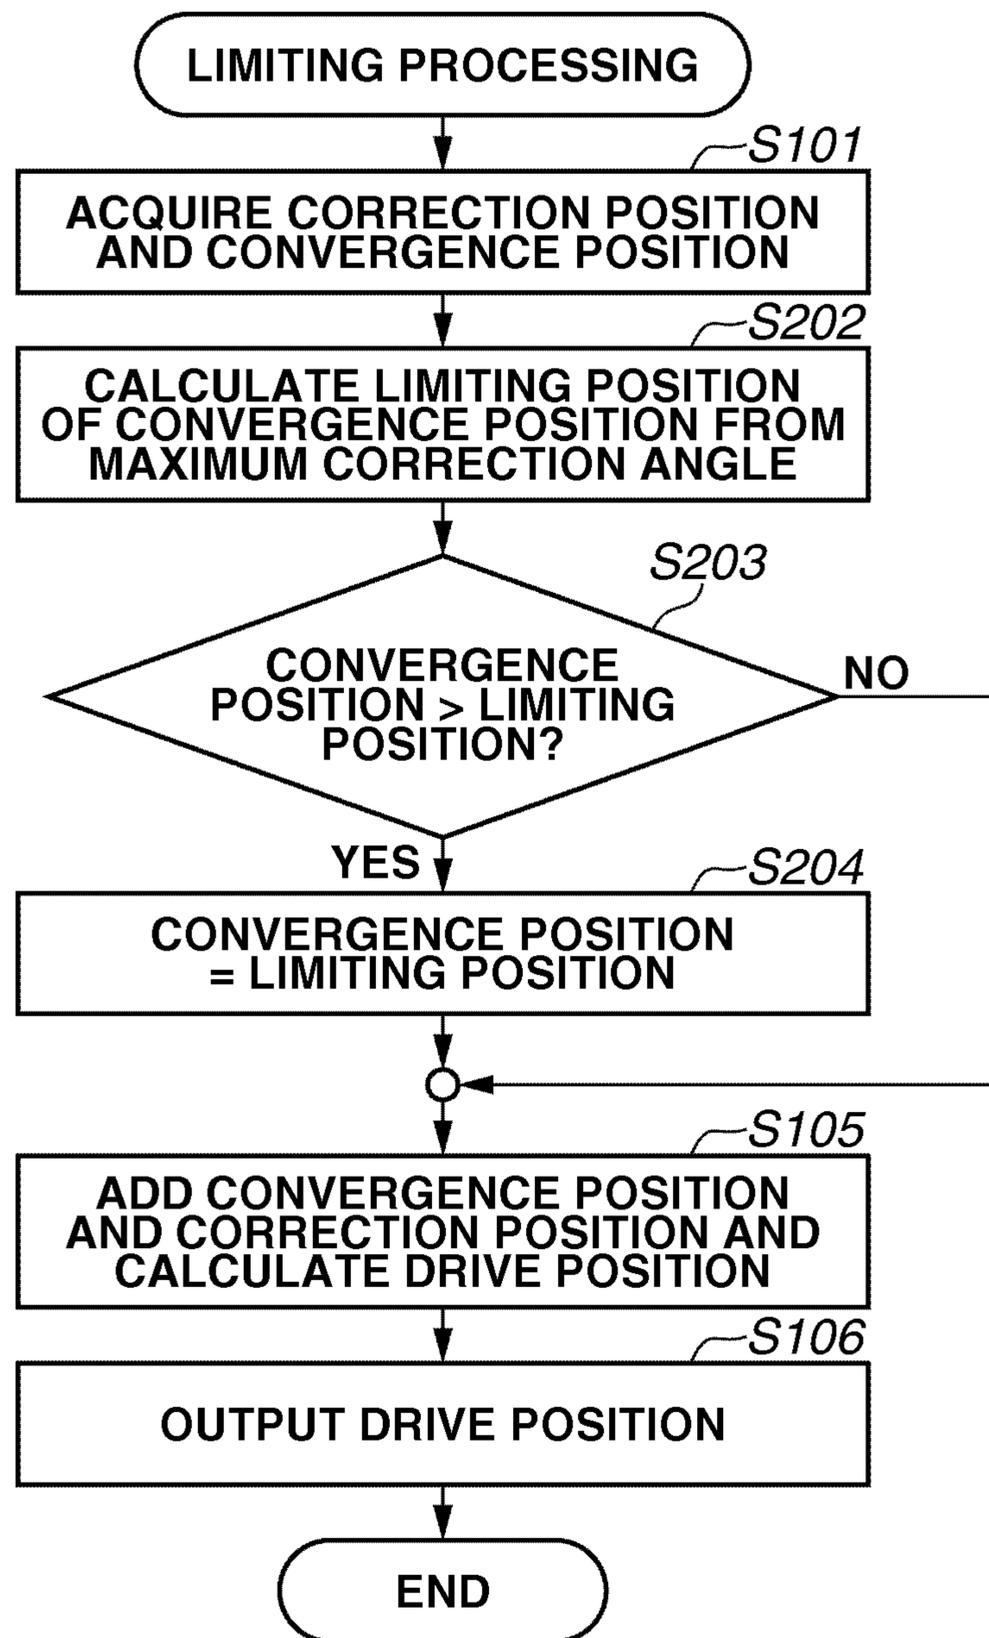 LIMITING PROCESSING
S101
ACQUIRE CORRECTION POSITION
AND CONVERGENCE POSITION
S202
CALCULATE LIMITING POSITION
OF CONVERGENCE POSITION FROM
MAXIMUM CORRECTION ANGLE
S203
CONVERGENCE
POSITION > LIMITING
POSITION?
NO
YES
S204
CONVERGENCE POSITION
= LIMITING POSITION
S105
ADD CONVERGENCE POSITION
AND CORRECTION POSITION AND
CALCULATE DRIVE POSITION
S106
OUTPUT DRIVE POSITION
END